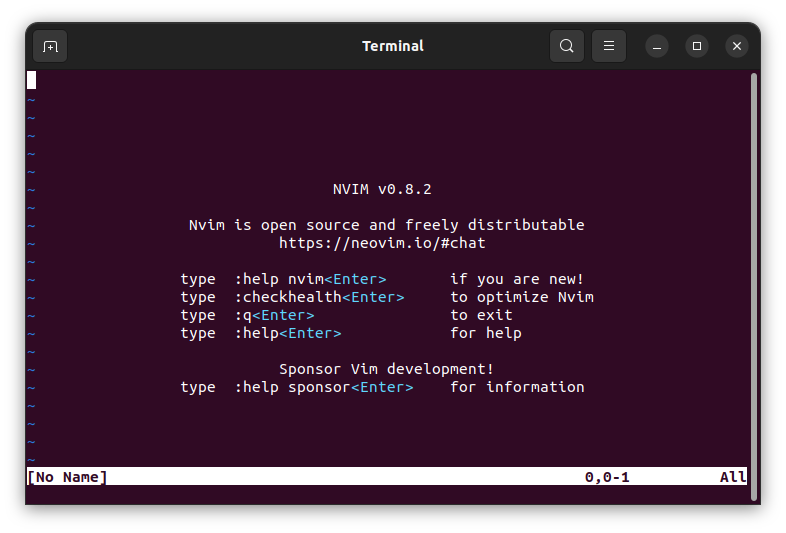 Terminal
~
~
~
~
~
~ NVIM v0.8.2
~
~ Nvim is open source and freely distributable
~ https://neovim.io/#chat
~
~ type  :help nvim<Enter>       if you are new!
~ type  :checkhealth<Enter>     to optimize Nvim
~ type  :q<Enter>               to exit
~ type  :help<Enter>            for help
~
~ Sponsor Vim development!
~ type  :help sponsor<Enter>    for information
~
~
~
~
[No Name] 0,0-1 All